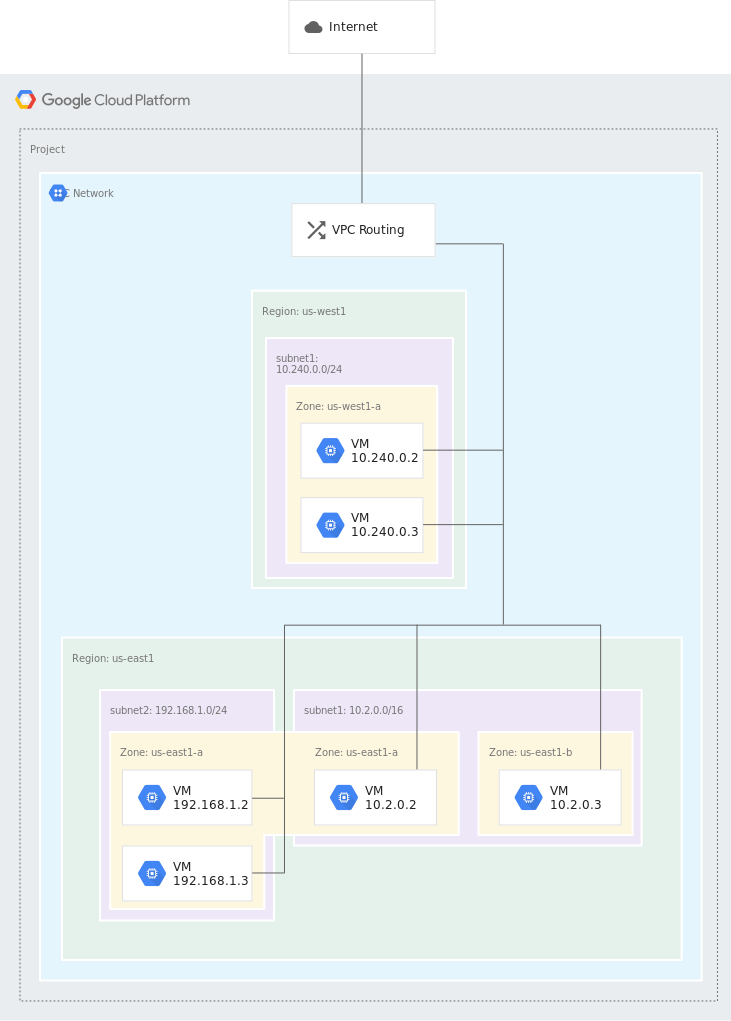 Internet
Google Cloud Platform
Project
C Network
VPC Routing
Region: us-west1
subnet1:
10.240.0.0/24
Zone: us-west1-a
VM
10.240.0.2
VM
10.240.0.3
Region: us-east1
subnet2: 192.168.1.0/24
subnet1: 10.2.0.0/16
Zone: us-east1-a
Zone: us-east1-a
Zone: us-east1-b
VM
192.168.1.2
VM
10.2.0.2
VM
10.2.0.3
VM
192.168.1.3